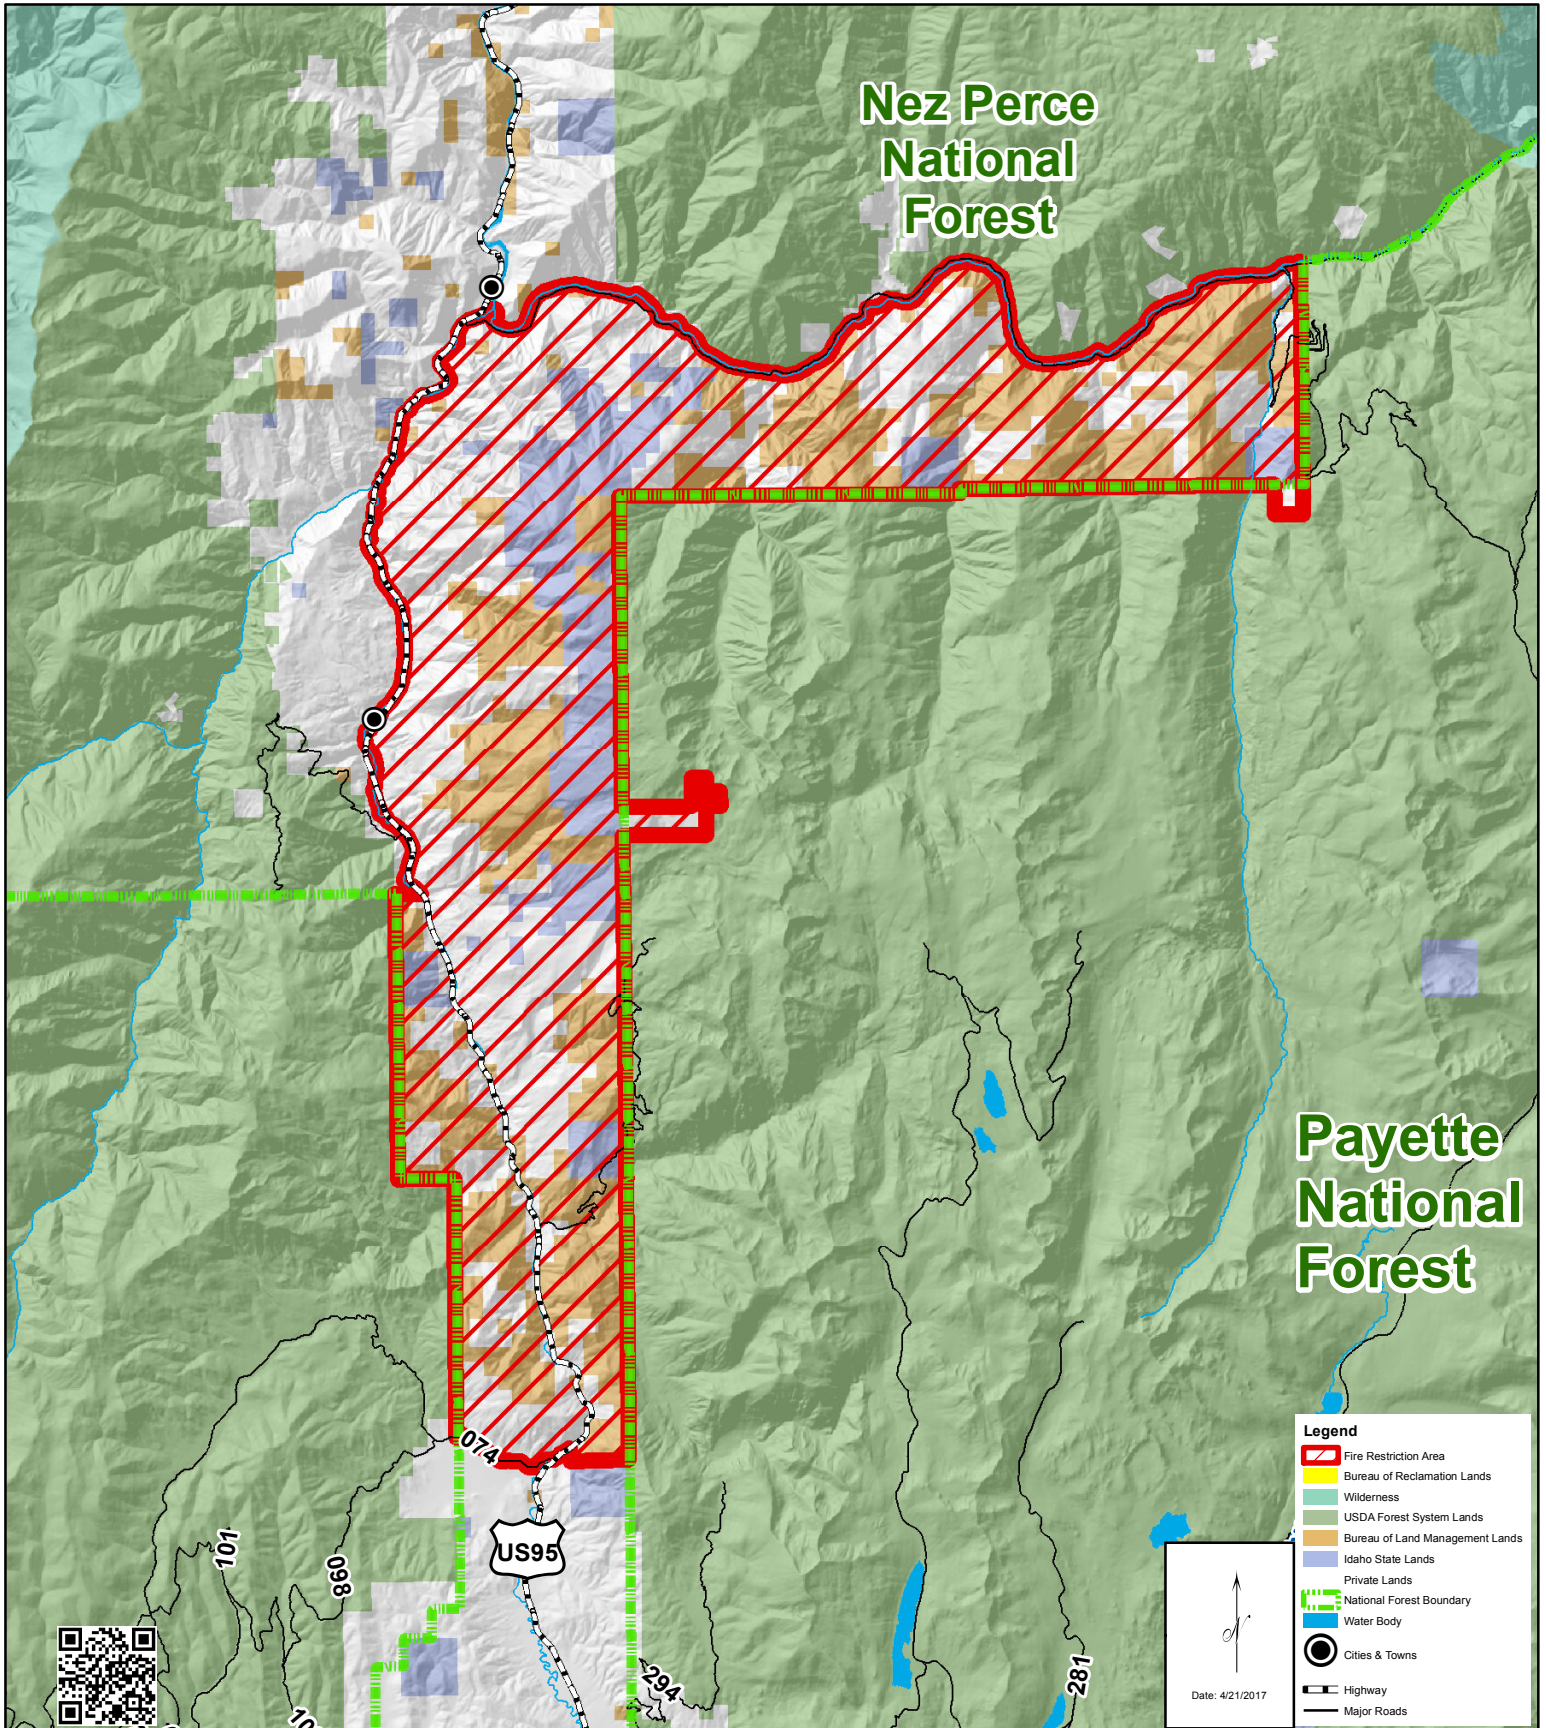 Nez Perce
National
Forest
Payette
National
Forest
074
US95
101
098
294
281
Legend
Fire Restriction Area
Bureau of Reclamation Lands
Wilderness
USDA Forest System Lands
Bureau of Land Management Lands
Idaho State Lands
Private Lands
National Forest Boundary
Water Body
Cities & Towns
Highway
Major Roads
N
Date: 4/21/2017